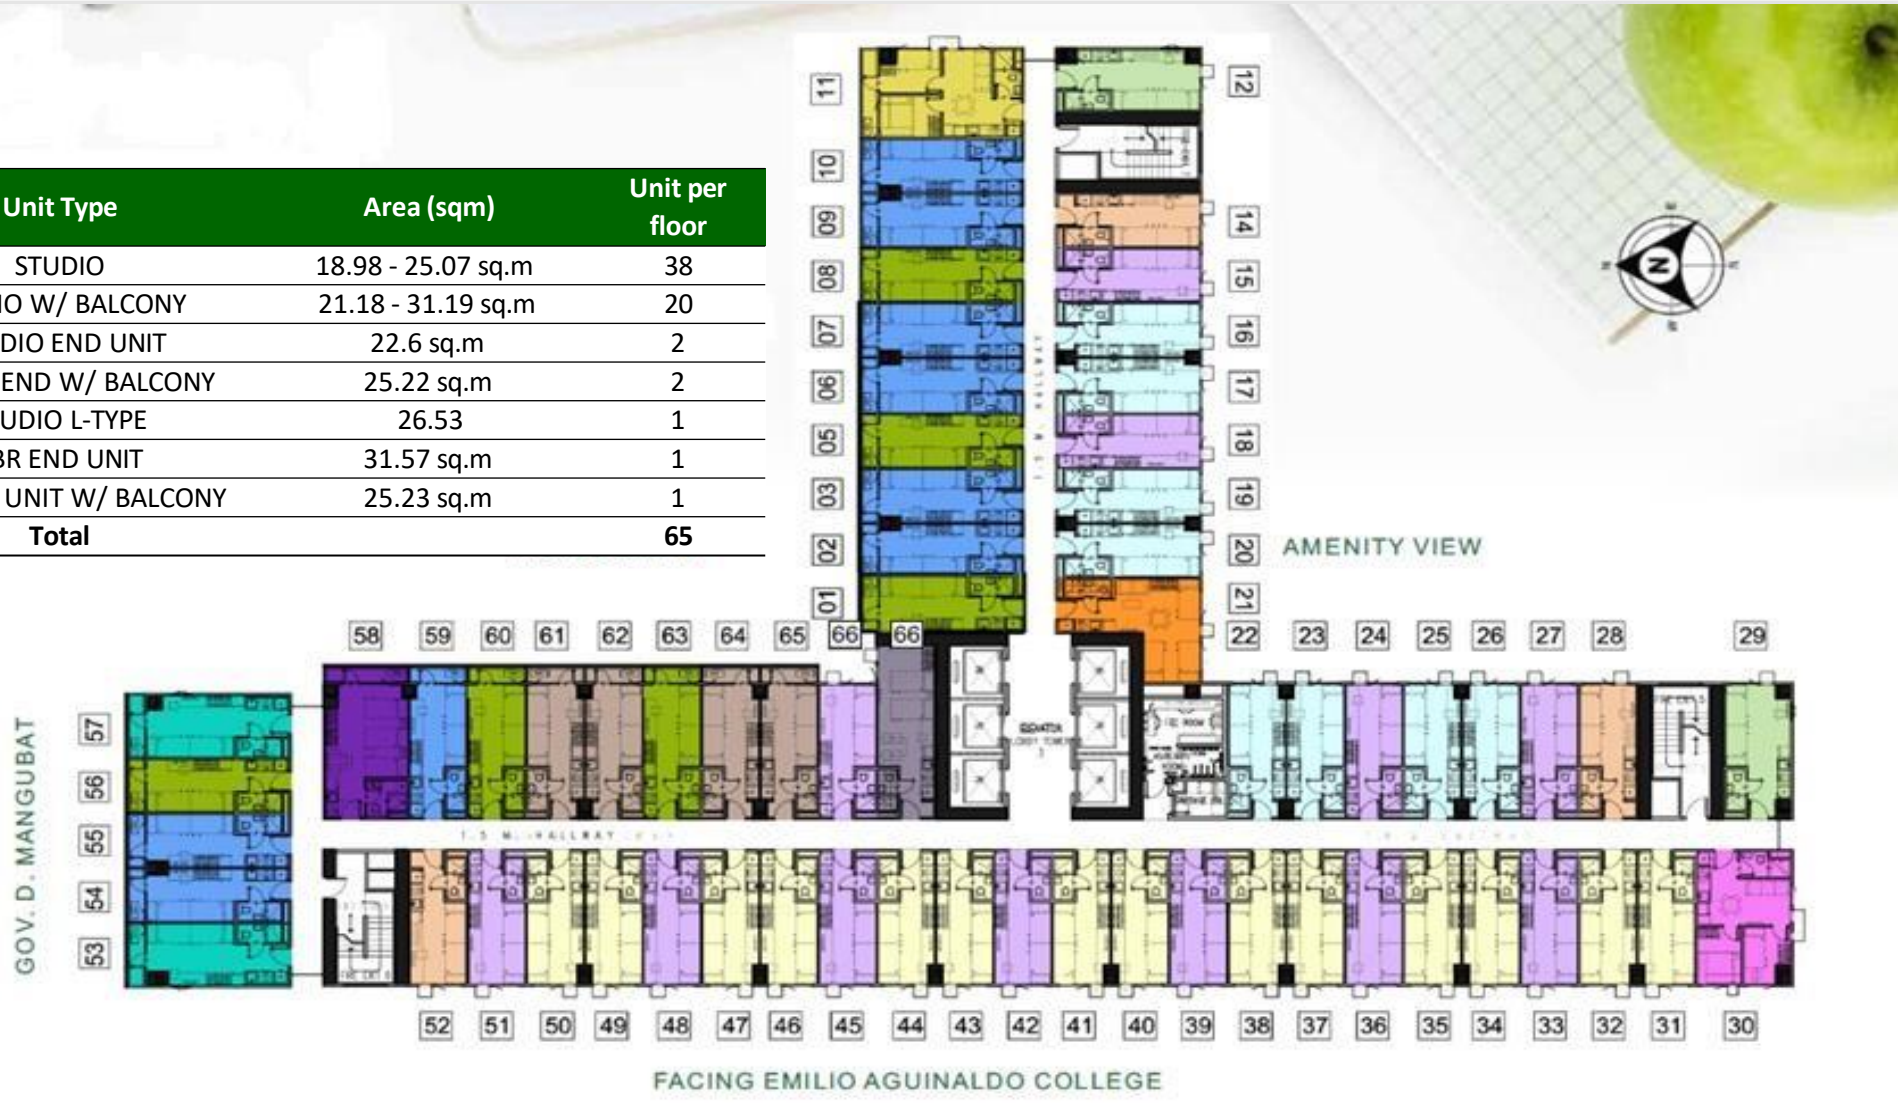 Unit Type Area (sqm) Unit per
floor
STUDIO 18.98 - 25.07 sq.m 38
IO W/ BALCONY 21.18 - 31.19 sq.m 20
DIO END UNIT 22.6 sq.m 2
END W/ BALCONY 25.22 sq.m 2
UDIO L-TYPE 26.53 1
BR END UNIT 31.57 sq.m 1
UNIT W/ BALCONY 25.23 sq.m 1
Total 65
11
10
09
08
07
06
05
03
02
01
12
14
15
16
17
18
19
20
21
N
AMENITY VIEW
58 59 60 61 62 63 64 65 66 66
22 23 24 25 26 27 28 29
GOV. D. MANGUBAT
57
56
55
54
53
1.5 M. HALLWAY
52 51 50 49 48 47 46 45 44 43 42 41 40 39 38 37 36 35 34 33 32 31 30
FACING EMILIO AGUINALDO COLLEGE